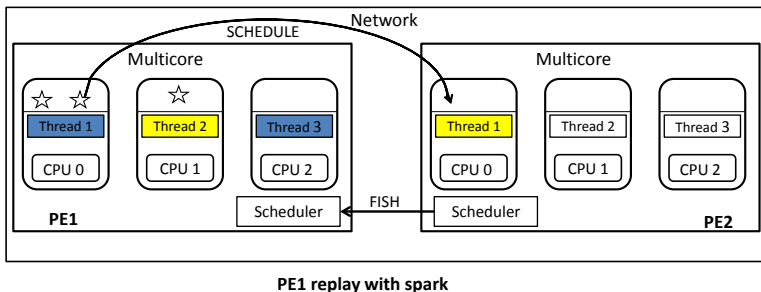 Network
SCHEDULE
Multicore
Multicore
Thread 1
Thread 2
Thread 3
Thread 1
Thread 2
Thread 3
CPU 0
CPU 1
CPU 2
CPU 0
CPU 1
CPU 2
FISH
Scheduler
Scheduler
PE1
PE2
PE1 replay with spark